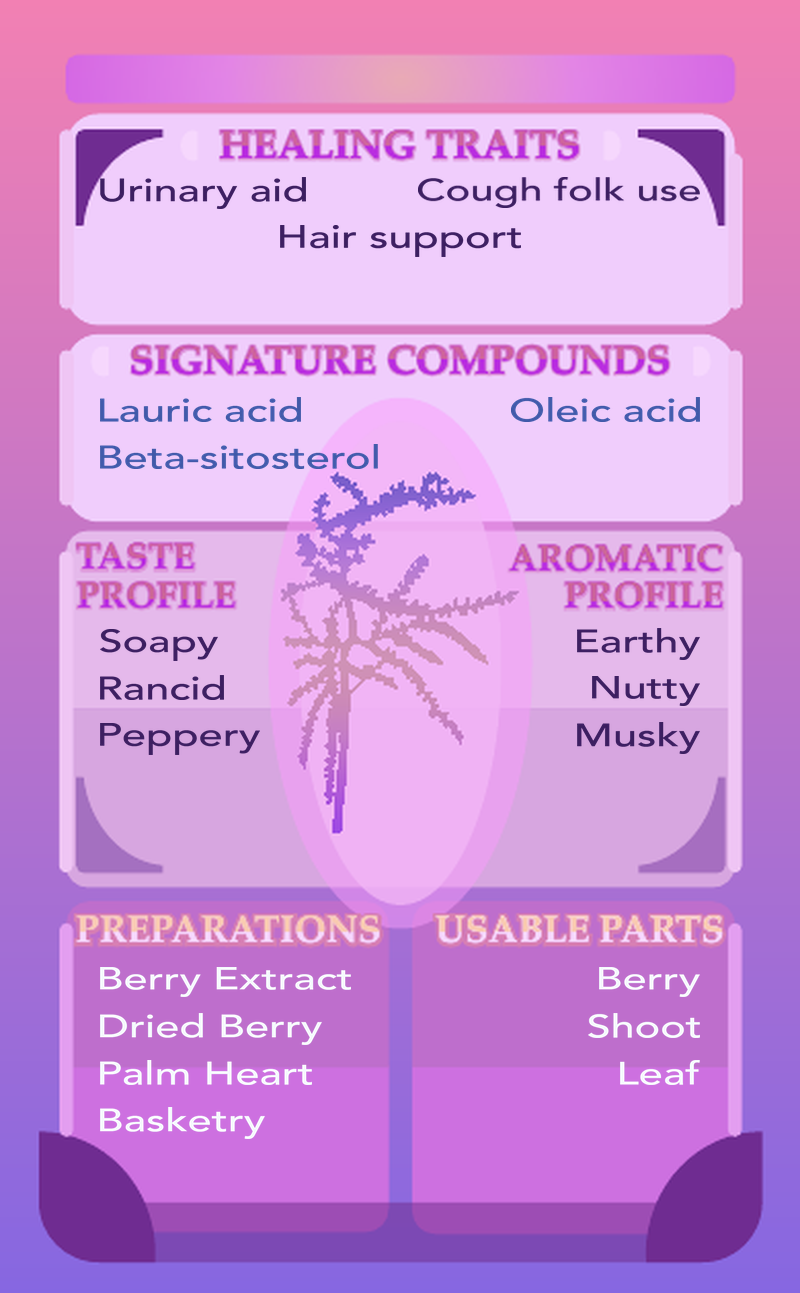 HEALING TRAITS
Urinary aid Cough folk use
Hair support
SIGNATURE COMPOUNDS
Lauric acid Oleic acid
Beta-sitosterol
TASTE PROFILE
Soapy
Rancid
Peppery
AROMATIC PROFILE
Earthy
Nutty
Musky
PREPARATIONS
Berry Extract
Dried Berry
Palm Heart
Basketry
USABLE PARTS
Berry
Shoot
Leaf